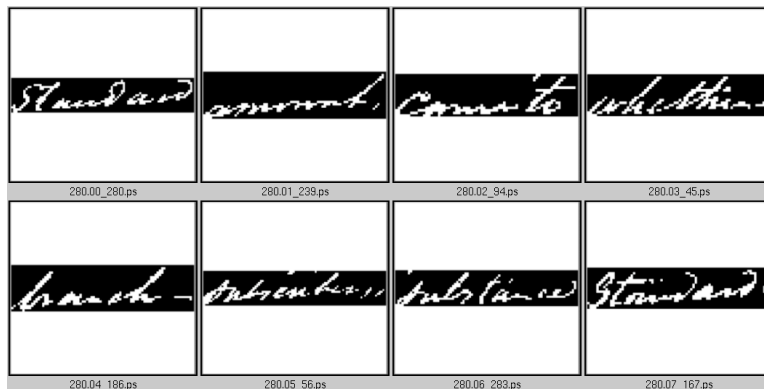 Standard
amount,
Come to
whether
280.00_280.ps
280.01_239.ps
280.02_94.ps
280.03_45.ps
branch -
substance
Standard
280.04_186.ps
280.05_56.ps
280.06_283.ps
280.07_167.ps